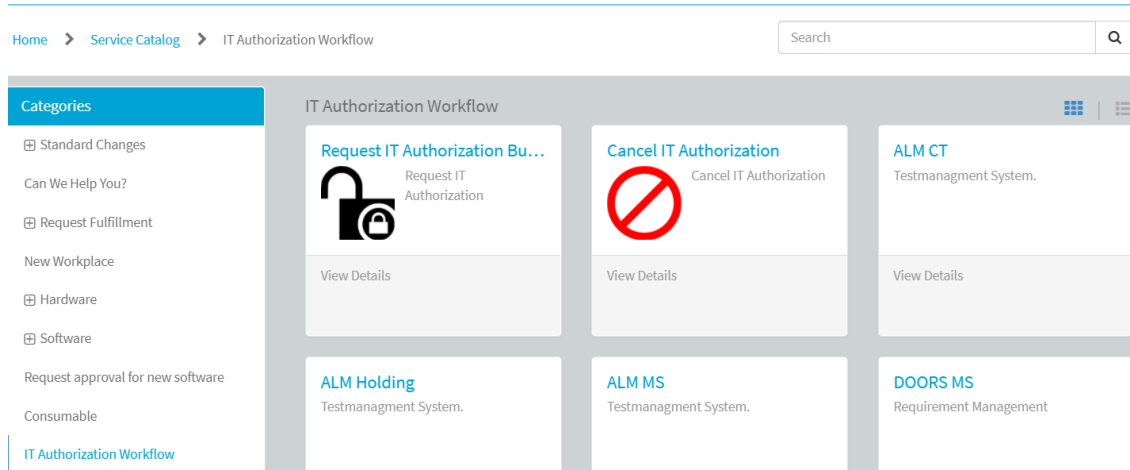 Home > Service Catalog > IT Authorization Workflow
Search
Categories
Standard Changes
Can We Help You?
Request Fulfillment
New Workplace
Hardware
Software
Request approval for new software
Consumable
IT Authorization Workflow
IT Authorization Workflow
Request IT Authorization Bu...
Request IT
Authorization
View Details
Cancel IT Authorization
Cancel IT Authorization
View Details
ALM CT
Testmanagment System.
View Details
ALM Holding
Testmanagment System.
ALM MS
Testmanagment System.
DOORS MS
Requirement Management